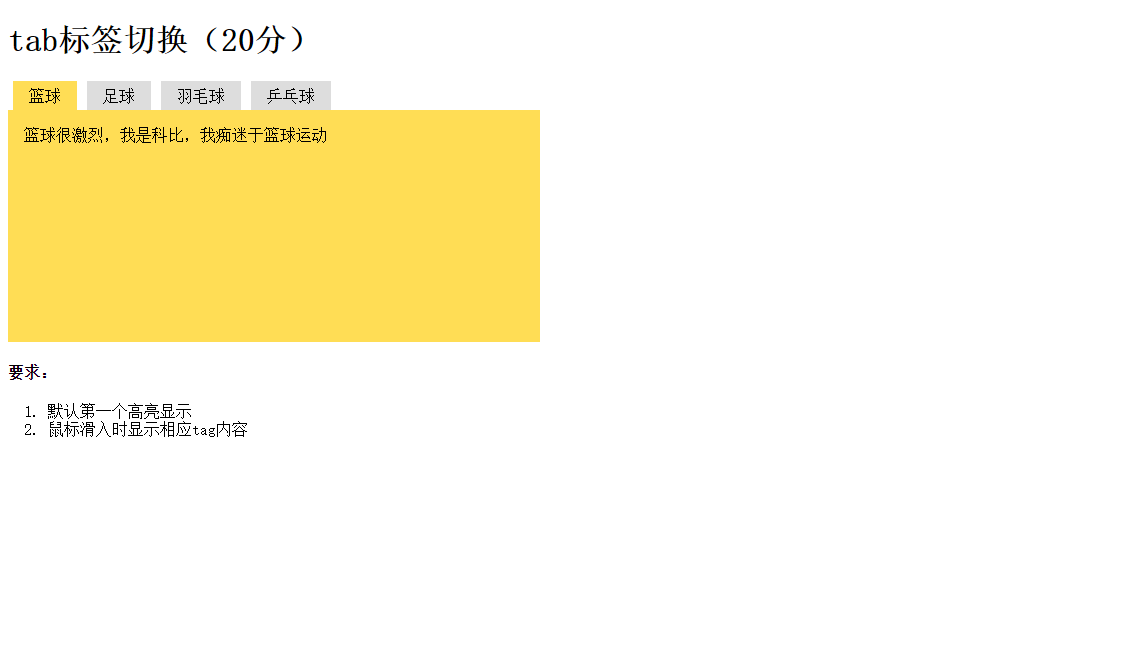 tab标签切换（20分）
篮球 足球 羽毛球 乒乓球
篮球很激烈，我是科比，我痴迷于篮球运动
要求：
1. 默认第一个高亮显示
2. 鼠标滑入时显示相应tag内容